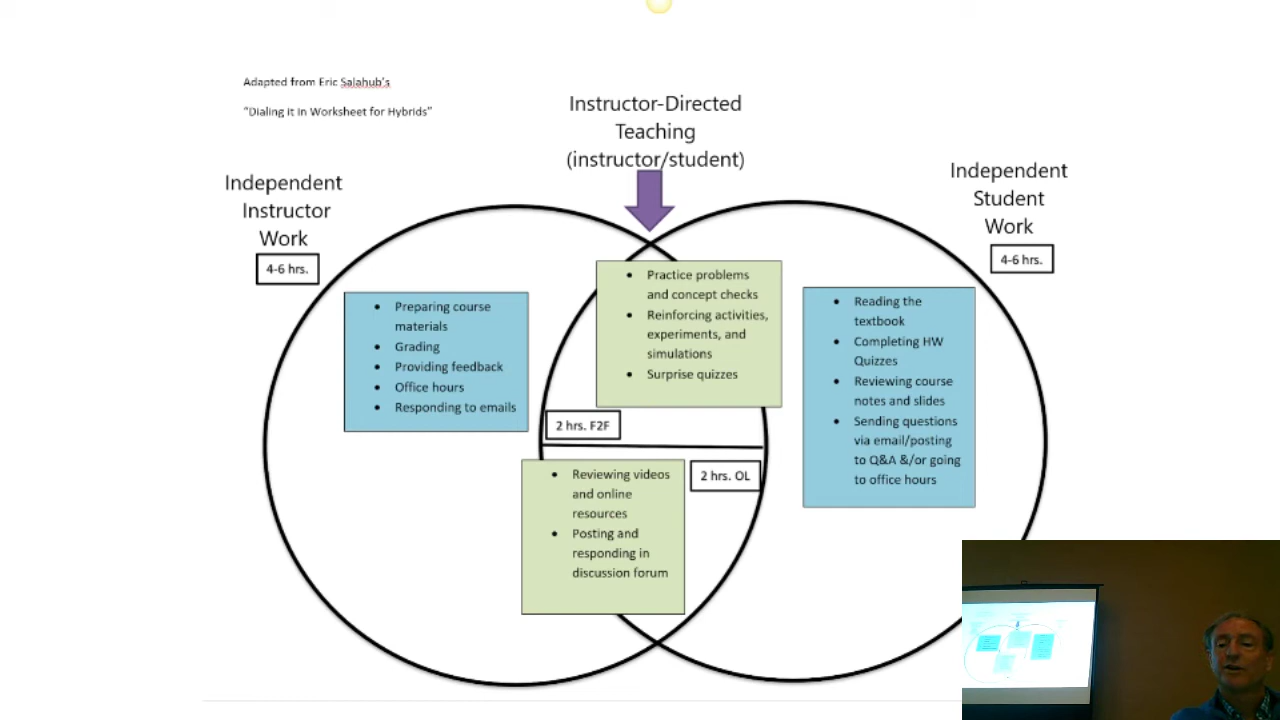 Adapted from Eric Salahub's
"Dialing it In Worksheet for Hybrids"
Instructor-Directed
Teaching
(instructor/student)
Independent
Instructor
Work
4-6 hrs.
Independent
Student
Work
4-6 hrs.
• Preparing course
materials
• Grading
• Providing feedback
• Office hours
• Responding to emails
• Practice problems
and concept checks
• Reinforcing activities,
experiments, and
simulations
• Surprise quizzes
2 hrs. F2F
2 hrs. OL
• Reviewing videos
and online
resources
• Posting and
responding in
discussion forum
• Reading the
textbook
• Completing HW
Quizzes
• Reviewing course
notes and slides
• Sending questions
via email/posting
to Q&A &/or going
to office hours